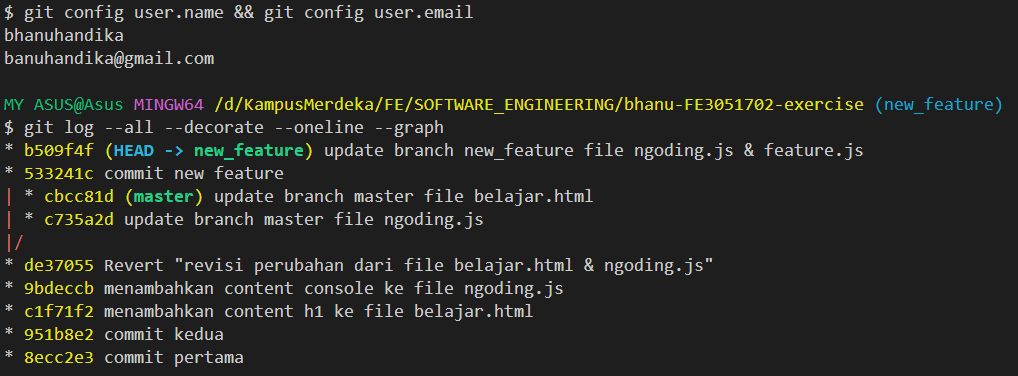 $ git config user.name && git config user.email
bhanuhandika
banuhandika@gmail.com
MY ASUS@Asus MINGW64 /d/KampusMerdeka/FE/SOFTWARE_ENGINEERING/bhanu-FE3051702-exercise (new_feature)
$ git log --all --decorate --oneline --graph
* b509f4f (HEAD -> new_feature) update branch new_feature file ngoding.js & feature.js
* 533241c commit new feature
| * cbcc81d (master) update branch master file belajar.html
| * c735a2d update branch master file ngoding.js
|/
* de37055 Revert "revisi perubahan dari file belajar.html & ngoding.js"
* 9bdeccb menambahkan content console ke file ngoding.js
* c1f71f2 menambahkan content h1 ke file belajar.html
* 951b8e2 commit kedua
* 8ecc2e3 commit pertama